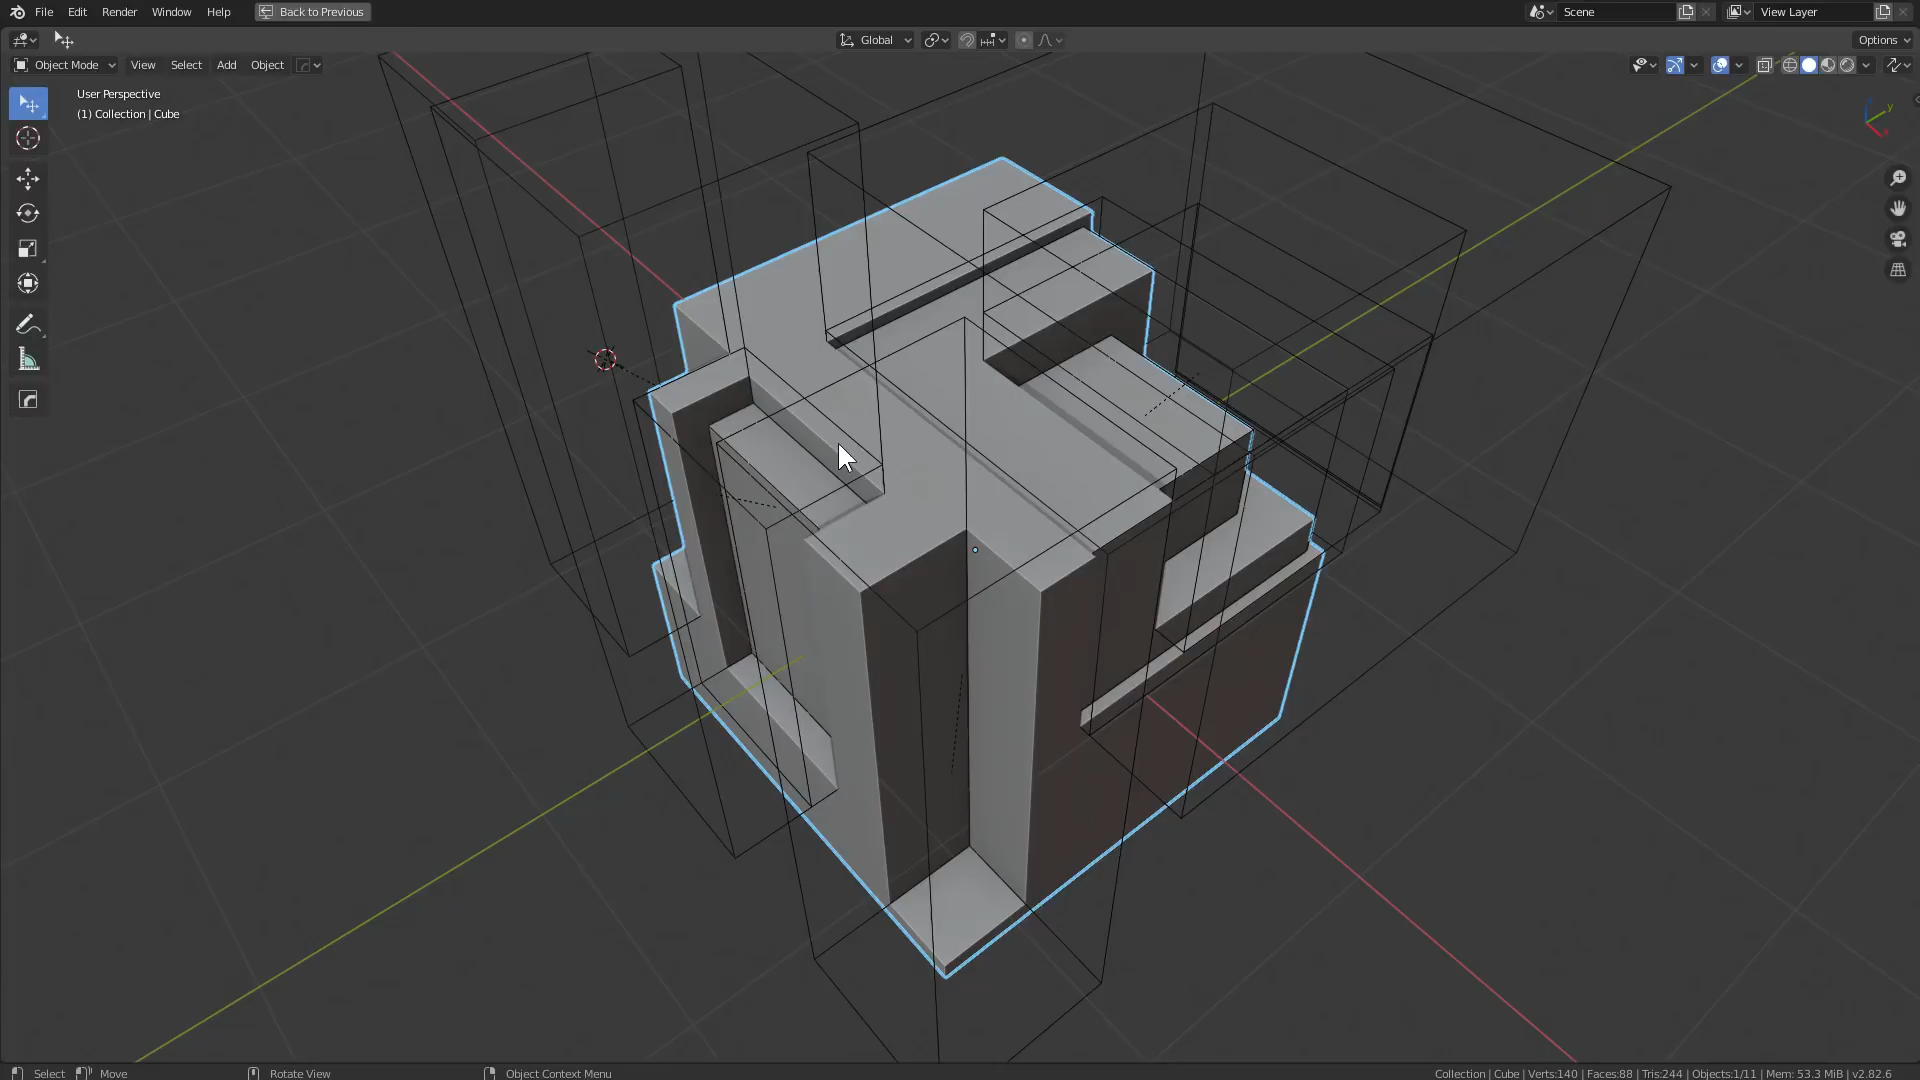 File Edit Render Window Help Back to Previous Scene View Layer
Global Options
Object Mode View Select Add Object
User Perspective
(1) Collection | Cube
Y
X
Select Move Rotate View Object Context Menu Collection | Cube | Verts:140 | Faces:88 | Tris:244 | Objects:1/11 | Mem: 53.3 MiB | v2.82.6